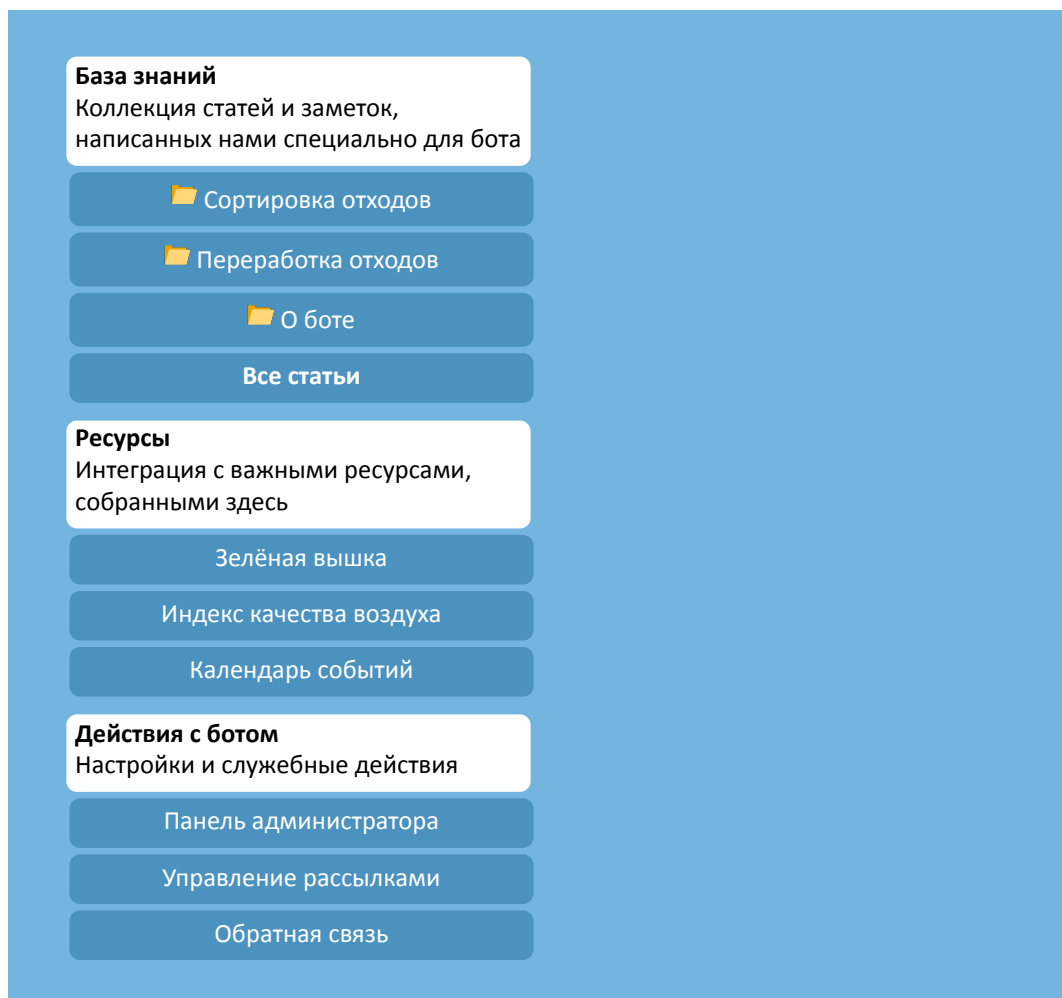 База знаний
Коллекция статей и заметок,
написанных нами специально для бота
Сортировка отходов
Переработка отходов
О боте
Все статьи
Ресурсы
Интеграция с важными ресурсами,
собранными здесь
Зелёная вышка
Индекс качества воздуха
Календарь событий
Действия с ботом
Настройки и служебные действия
Панель администратора
Управление рассылками
Обратная связь